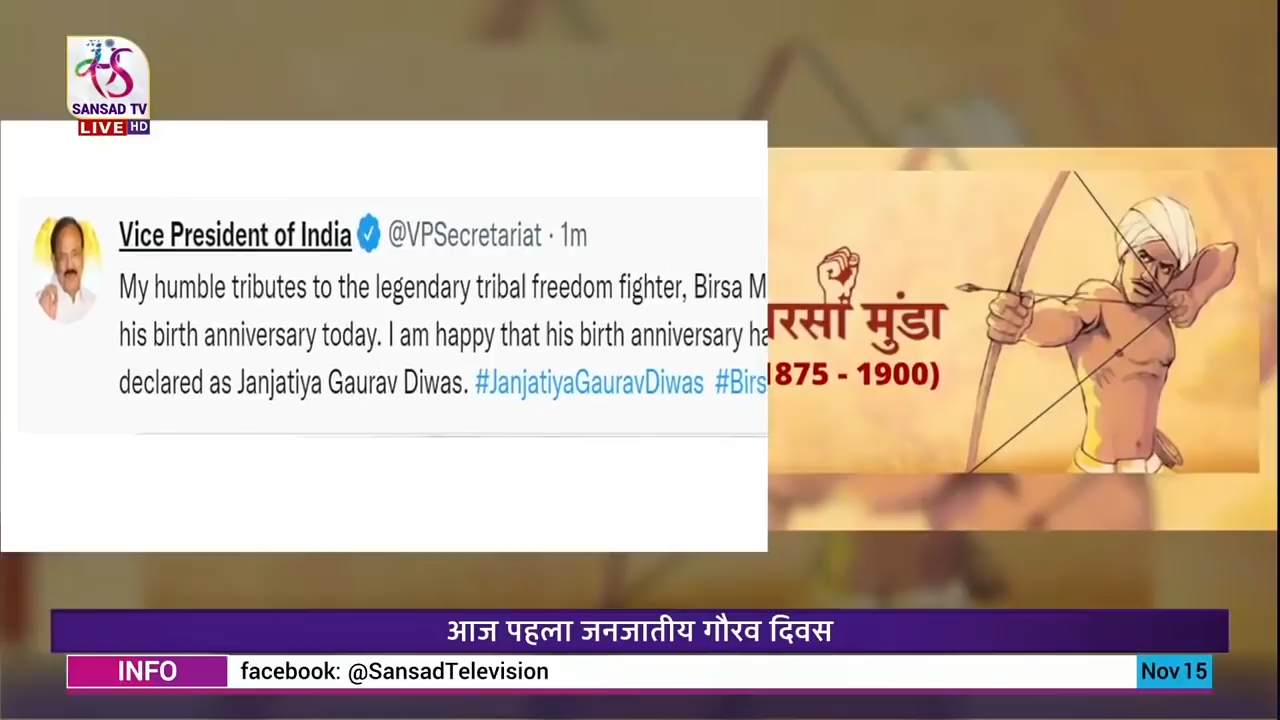 SANSAD TV
LIVE HD
Vice President of India @VPSecretariat · 1m
My humble tributes to the legendary tribal freedom fighter, Birsa M
his birth anniversary today. I am happy that his birth anniversary ha
declared as Janjatiya Gaurav Diwas. #JanjatiyaGauravDiwas #Birs
रसा मुंडा
1875 - 1900)
आज पहला जनजातीय गौरव दिवस
INFO facebook: @SansadTelevision Nov 15